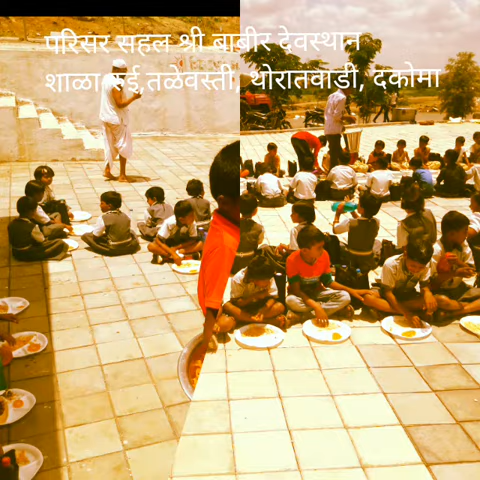 परिसर सहल श्री बाबीर देवस्थान
शाळा रुई,तळेवस्ती, थोरातवाडी, दकोमा